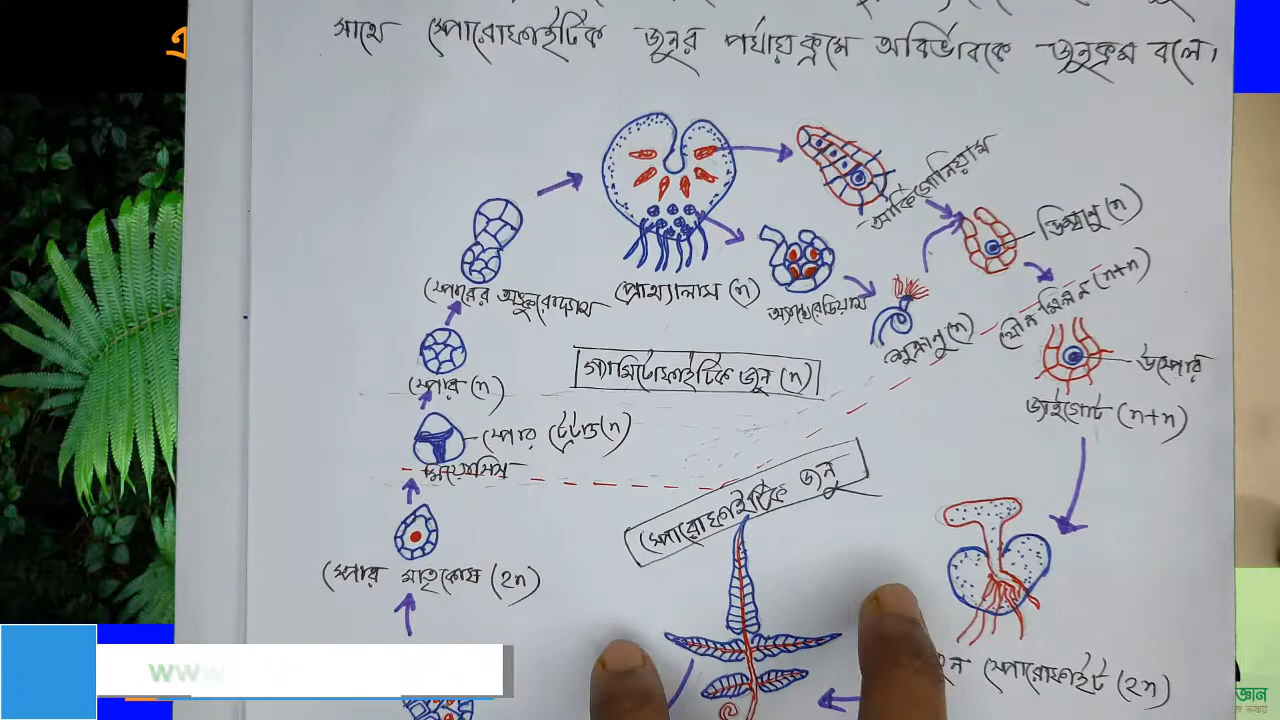 সাথে স্পোরোফাইটিক জনুর পর্যায়ক্রমে আবির্ভাবকে জনুক্রম বলে।
আর্কিগোনিয়াম
ডিম্বাণু (n)
স্পোরের অঙ্কুরোদ্গাম
প্রোথ্যালাস (n)
অ্যান্থেরিডিয়াম
শুক্রাণু (n)
যৌন মিলন (n+n)
উস্পোর
গ্যামিটোফাইটিক জনু (n)
স্পোর (n)
জাইগোট (n+n)
স্পোর টেট্রাড (n)
মিয়োসিস
স্পোরোফাইটিক জনু
স্পোর মাতৃকোষ (2n)
স্পোরোফাইট (2n)
www